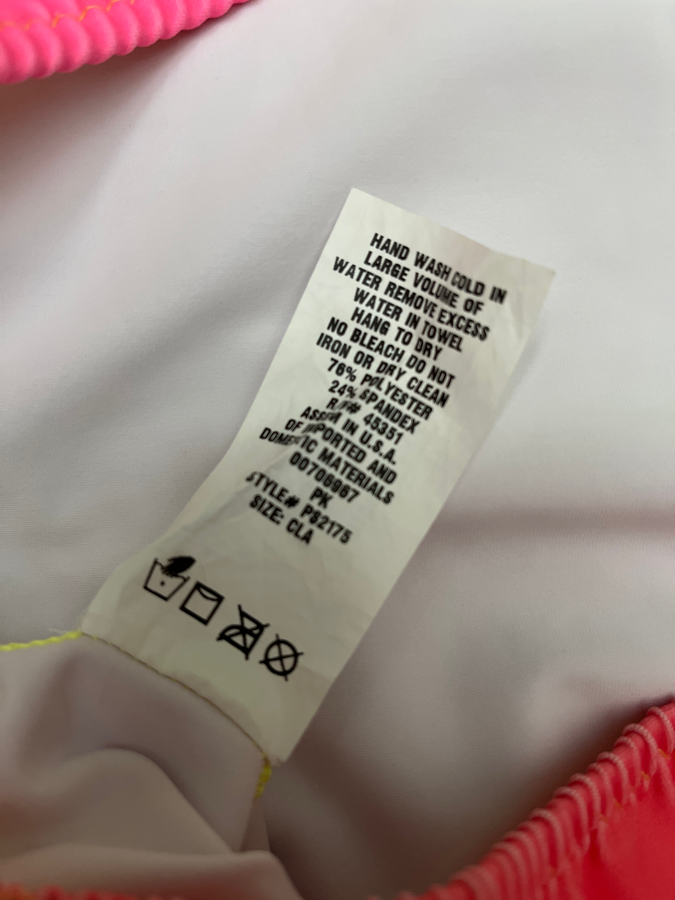 HAND WASH COLD IN
LARGE VOLUME OF
WATER REMOVE EXCESS
WATER IN TOWEL
HANG TO DRY
NO BLEACH DO NOT
IRON OR DRY CLEAN
76% POLYESTER
24% SPANDEX
R/N# 45351
ASSM IN U.S.A.
OF IMPORTED AND
DOMESTIC MATERIALS
00706967
PK
STYLE# PS2175
SIZE: CLA